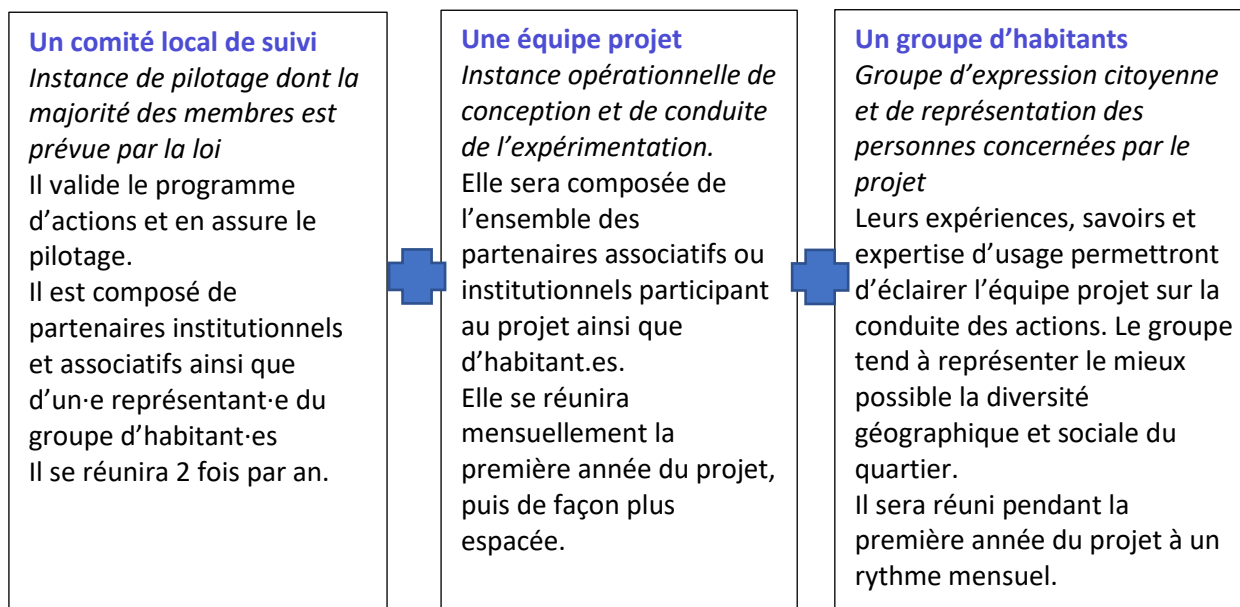 Un comité local de suivi
Instance de pilotage dont la
majorité des membres est
prévue par la loi
Il valide le programme
d’actions et en assure le
pilotage.
Il est composé de
partenaires institutionnels
et associatifs ainsi que
d’un·e représentant·e du
groupe d’habitant·es
Il se réunira 2 fois par an.
Une équipe projet
Instance opérationnelle de
conception et de conduite
de l’expérimentation.
Elle sera composée de
l’ensemble des
partenaires associatifs ou
institutionnels participant
au projet ainsi que
d’habitant.es.
Elle se réunira
mensuellement la
première année du projet,
puis de façon plus
espacée.
Un groupe d’habitants
Groupe d’expression citoyenne
et de représentation des
personnes concernées par le
projet
Leurs expériences, savoirs et
expertise d’usage permettront
d’éclairer l’équipe projet sur la
conduite des actions. Le groupe
tend à représenter le mieux
possible la diversité
géographique et sociale du
quartier.
Il sera réuni pendant la
première année du projet à un
rythme mensuel.